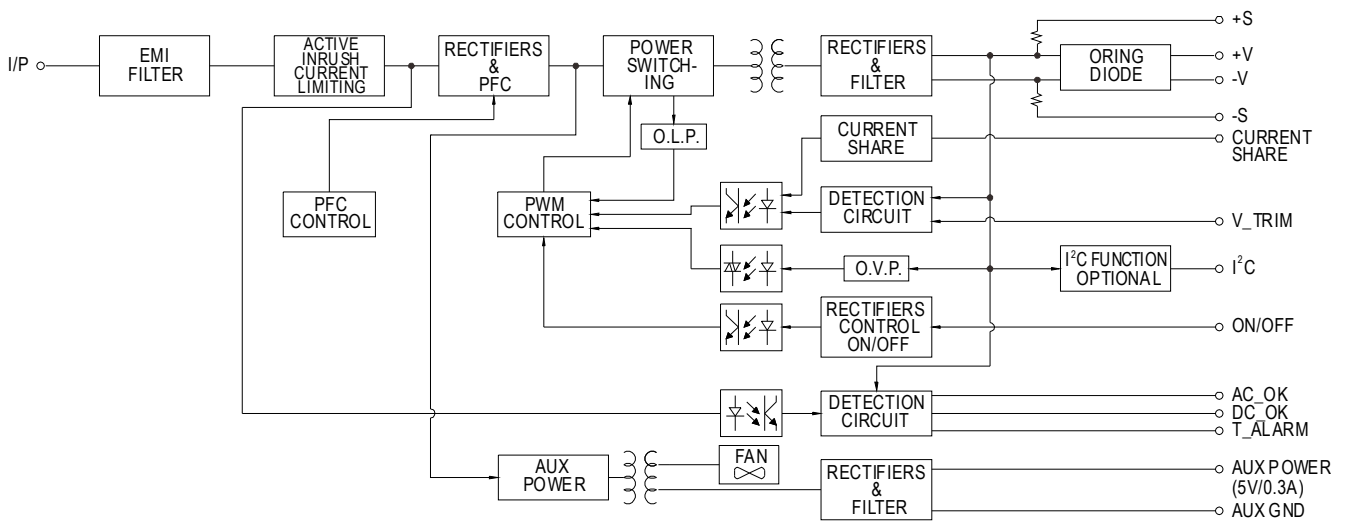 I/P
EMI
FILTER
ACTIVE
INRUSH
CURRENT
LIMITING
RECTIFIERS
&
PFC
POWER
SWITCH-
ING
RECTIFIERS
&
FILTER
ORING
DIODE
+S
+V
-V
-S
O.L.P.
CURRENT
SHARE
CURRENT
SHARE
PFC
CONTROL
PWM
CONTROL
DETECTION
CIRCUIT
V_TRIM
O.V.P.
I²C FUNCTION
OPTIONAL
I²C
RECTIFIERS
CONTROL
ON/OFF
ON/OFF
DETECTION
CIRCUIT
AC_OK
DC_OK
T_ALARM
AUX
POWER
FAN
RECTIFIERS
&
FILTER
AUX POWER
(5V/0.3A)
AUX GND